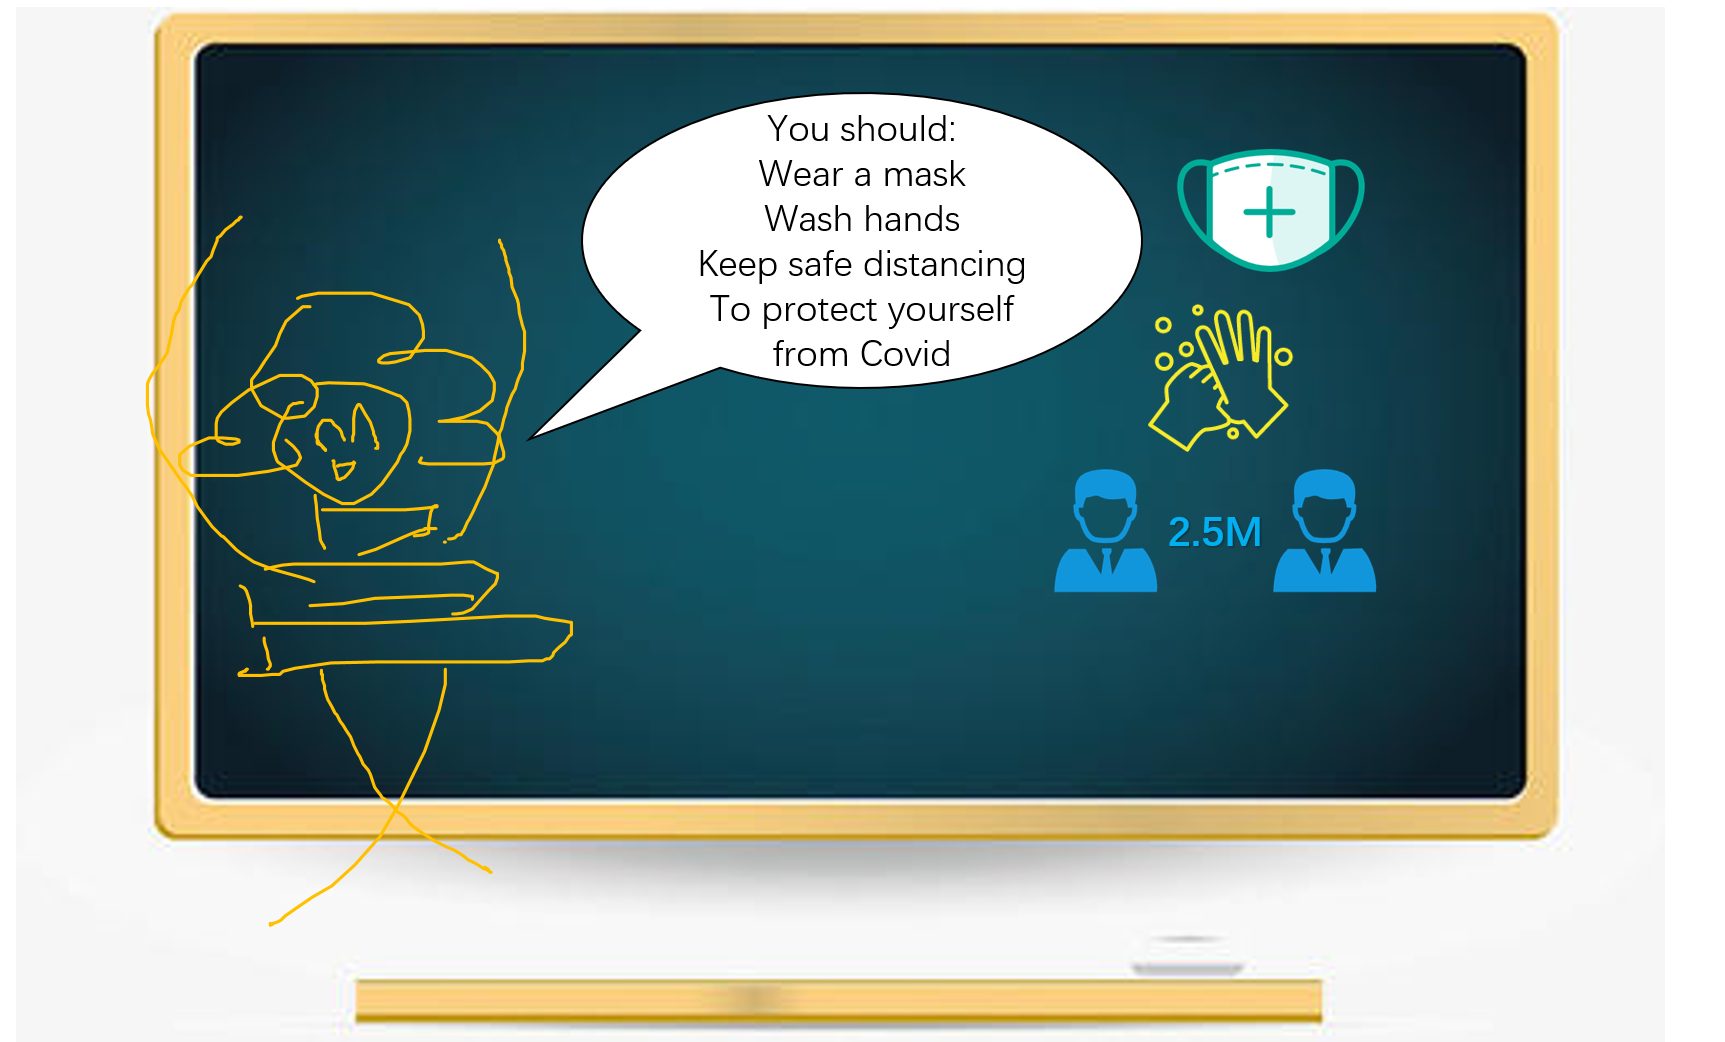 You should:
Wear a mask
Wash hands
Keep safe distancing
To protect yourself
from Covid
2.5M